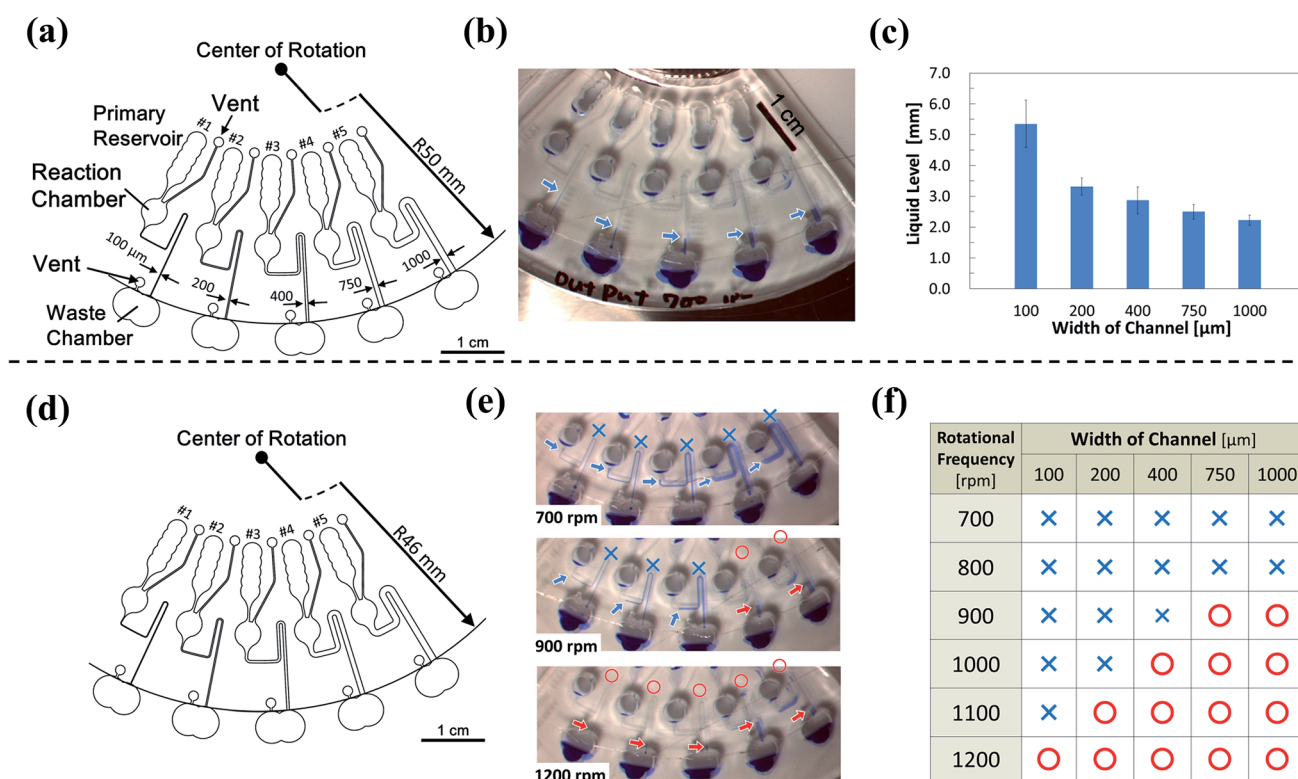 (a)
Center of Rotation
Vent
Primary
Reservoir
#1
#2
#3
#4
#5
Reaction
Chamber
R50 mm
100 μm
200
400
750
1000
Vent
Waste
Chamber
1 cm
(b)
1 cm
OutPut 700
(c)
Liquid Level [mm]
7.0
6.0
5.0
4.0
3.0
2.0
1.0
0.0
100 200 400 750 1000
Width of Channel [μm]
(d)
Center of Rotation
#1
#2
#3
#4
#5
R46 mm
1 cm
(e)
700 rpm
900 rpm
1200 rpm
(f)
Rotational
Frequency
[rpm]
Width of Channel [μm]
100 200 400 750 1000
700 × × × × ×
800 × × × × ×
900 × × × ○ ○
1000 × × ○ ○ ○
1100 × ○ ○ ○ ○
1200 ○ ○ ○ ○ ○